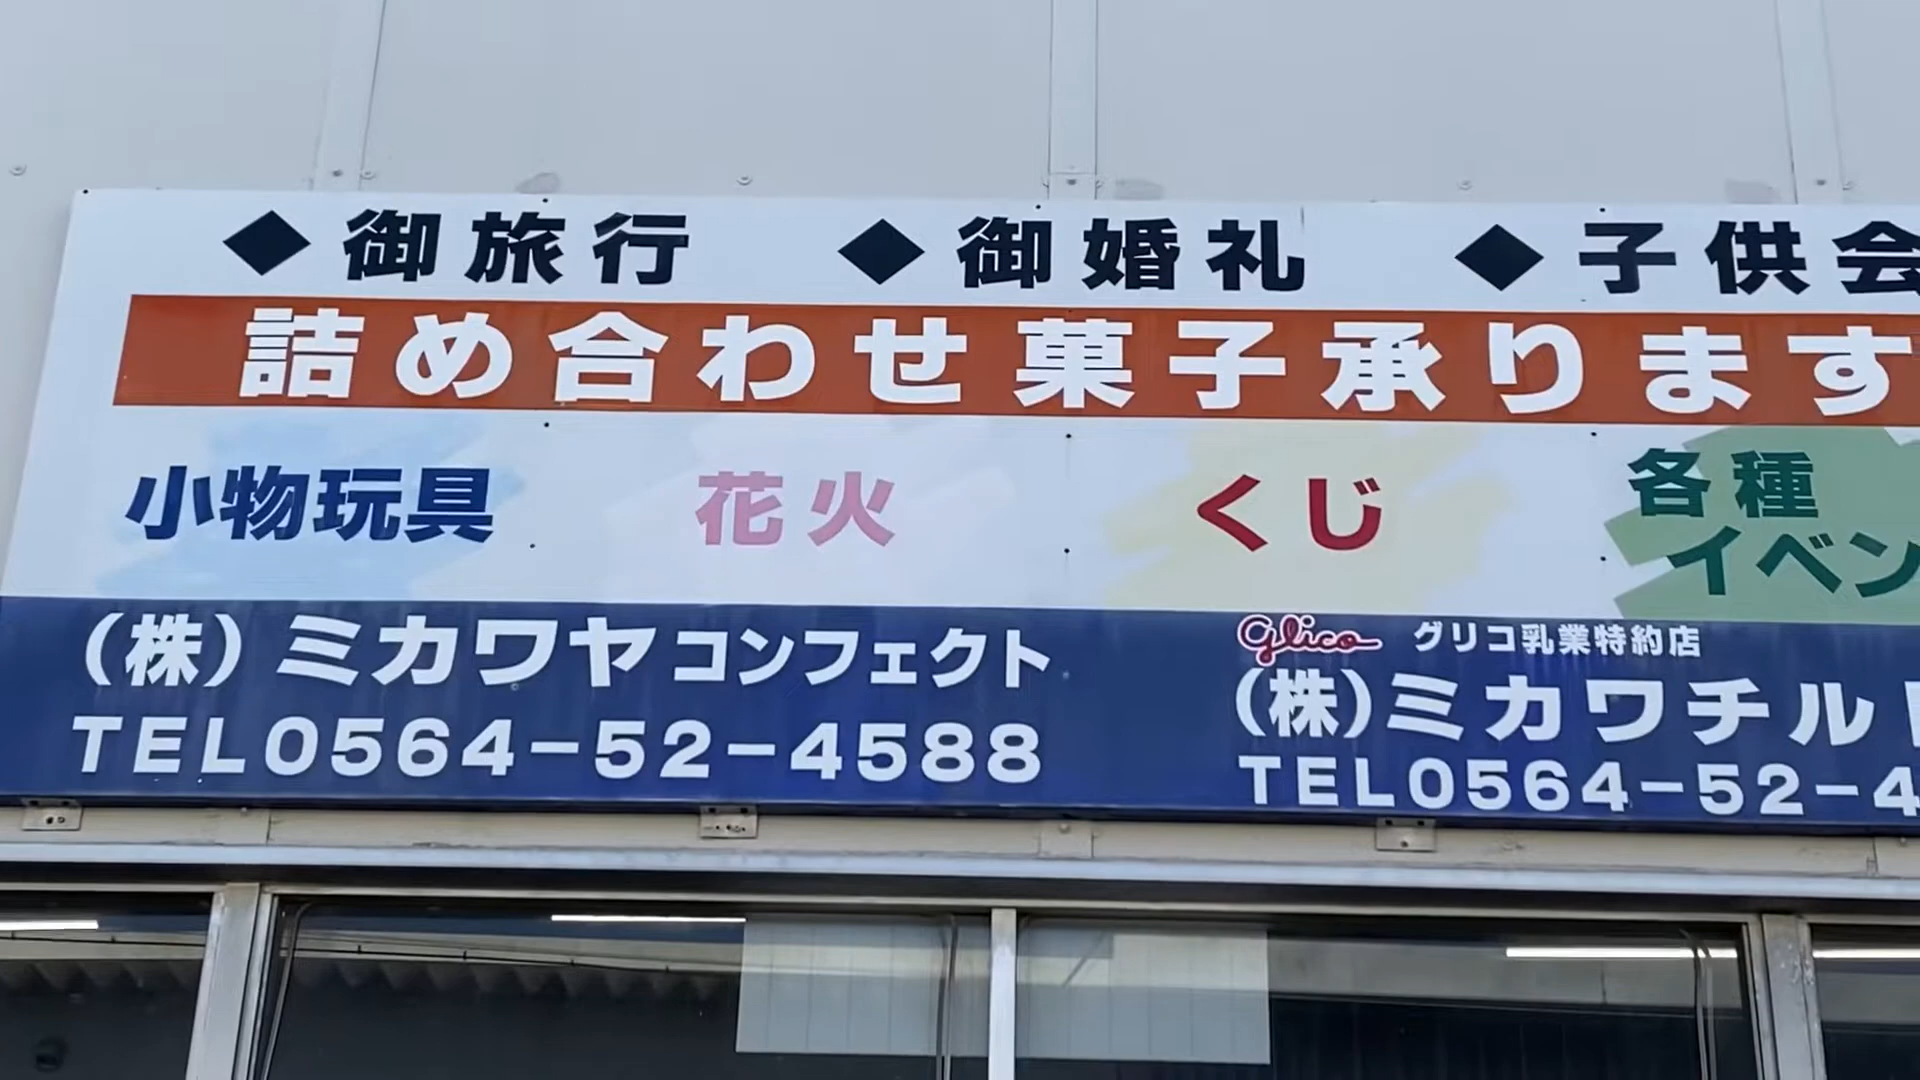 ◆御旅行 ◆御婚礼 ◆子供会
詰め合わせ菓子承ります
小物玩具 花火 くじ 各種
イベン
(株)ミカワヤコンフェクト
TEL0564-52-4588
Glico グリコ乳業特約店
(株)ミカワチル
TEL0564-52-4